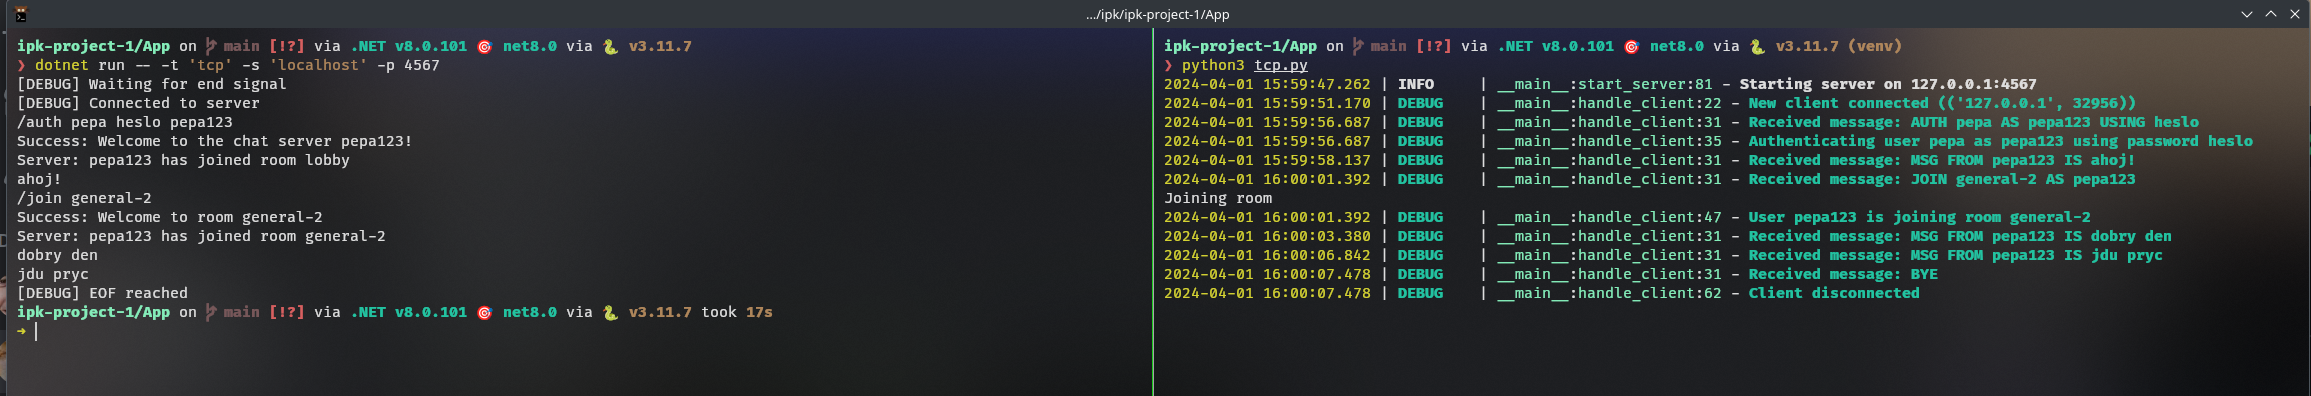 .../ipk/ipk-project-1/App
ipk-project-1/App on main [!?] via .NET v8.0.101 🎯 net8.0 via 🐍 v3.11.7
❯ dotnet run -- -t 'tcp' -s 'localhost' -p 4567
[DEBUG] Waiting for end signal
[DEBUG] Connected to server
/auth pepa heslo pepa123
Success: Welcome to the chat server pepa123!
Server: pepa123 has joined room lobby
ahoj!
/join general-2
Success: Welcome to room general-2
Server: pepa123 has joined room general-2
dobry den
jdu pryc
[DEBUG] EOF reached
ipk-project-1/App on main [!?] via .NET v8.0.101 🎯 net8.0 via 🐍 v3.11.7 took 17s
➜
ipk-project-1/App on main [!?] via .NET v8.0.101 🎯 net8.0 via 🐍 v3.11.7 (venv)
❯ python3 tcp.py
2024-04-01 15:59:47.262 | INFO     | __main__:start_server:81 - Starting server on 127.0.0.1:4567
2024-04-01 15:59:51.170 | DEBUG    | __main__:handle_client:22 - New client connected (('127.0.0.1', 32956))
2024-04-01 15:59:56.687 | DEBUG    | __main__:handle_client:31 - Received message: AUTH pepa AS pepa123 USING heslo
2024-04-01 15:59:56.687 | DEBUG    | __main__:handle_client:35 - Authenticating user pepa as pepa123 using password heslo
2024-04-01 15:59:58.137 | DEBUG    | __main__:handle_client:31 - Received message: MSG FROM pepa123 IS ahoj!
2024-04-01 16:00:01.392 | DEBUG    | __main__:handle_client:31 - Received message: JOIN general-2 AS pepa123
Joining room
2024-04-01 16:00:01.392 | DEBUG    | __main__:handle_client:47 - User pepa123 is joining room general-2
2024-04-01 16:00:03.380 | DEBUG    | __main__:handle_client:31 - Received message: MSG FROM pepa123 IS dobry den
2024-04-01 16:00:06.842 | DEBUG    | __main__:handle_client:31 - Received message: MSG FROM pepa123 IS jdu pryc
2024-04-01 16:00:07.478 | DEBUG    | __main__:handle_client:31 - Received message: BYE
2024-04-01 16:00:07.478 | DEBUG    | __main__:handle_client:62 - Client disconnected